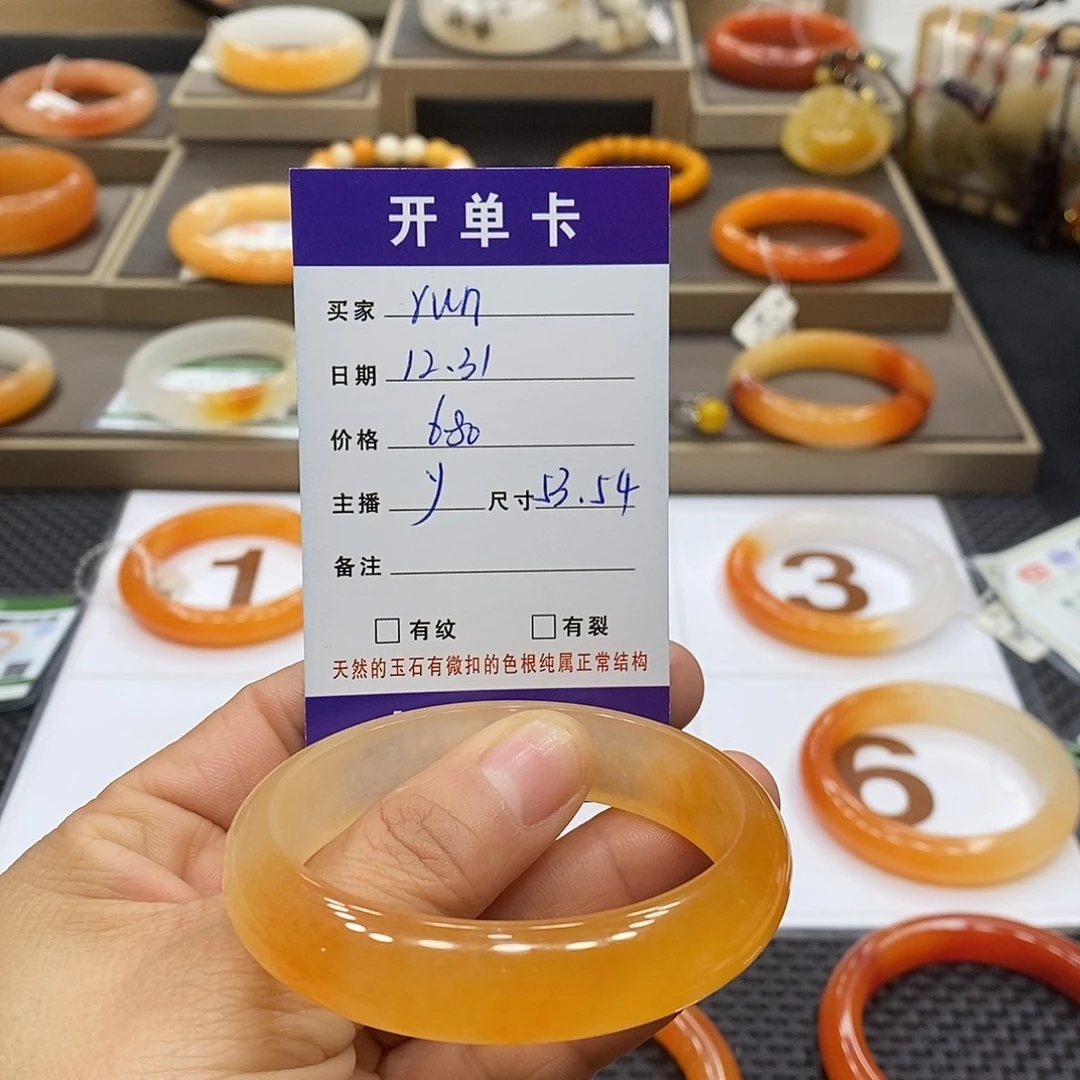 开单卡
买家 yun
日期 12.31
价格 680
主播 y 尺寸 53.54
备注
□有纹 □有裂
天然的玉石有微扣的色根纯属正常结构
1
3
6